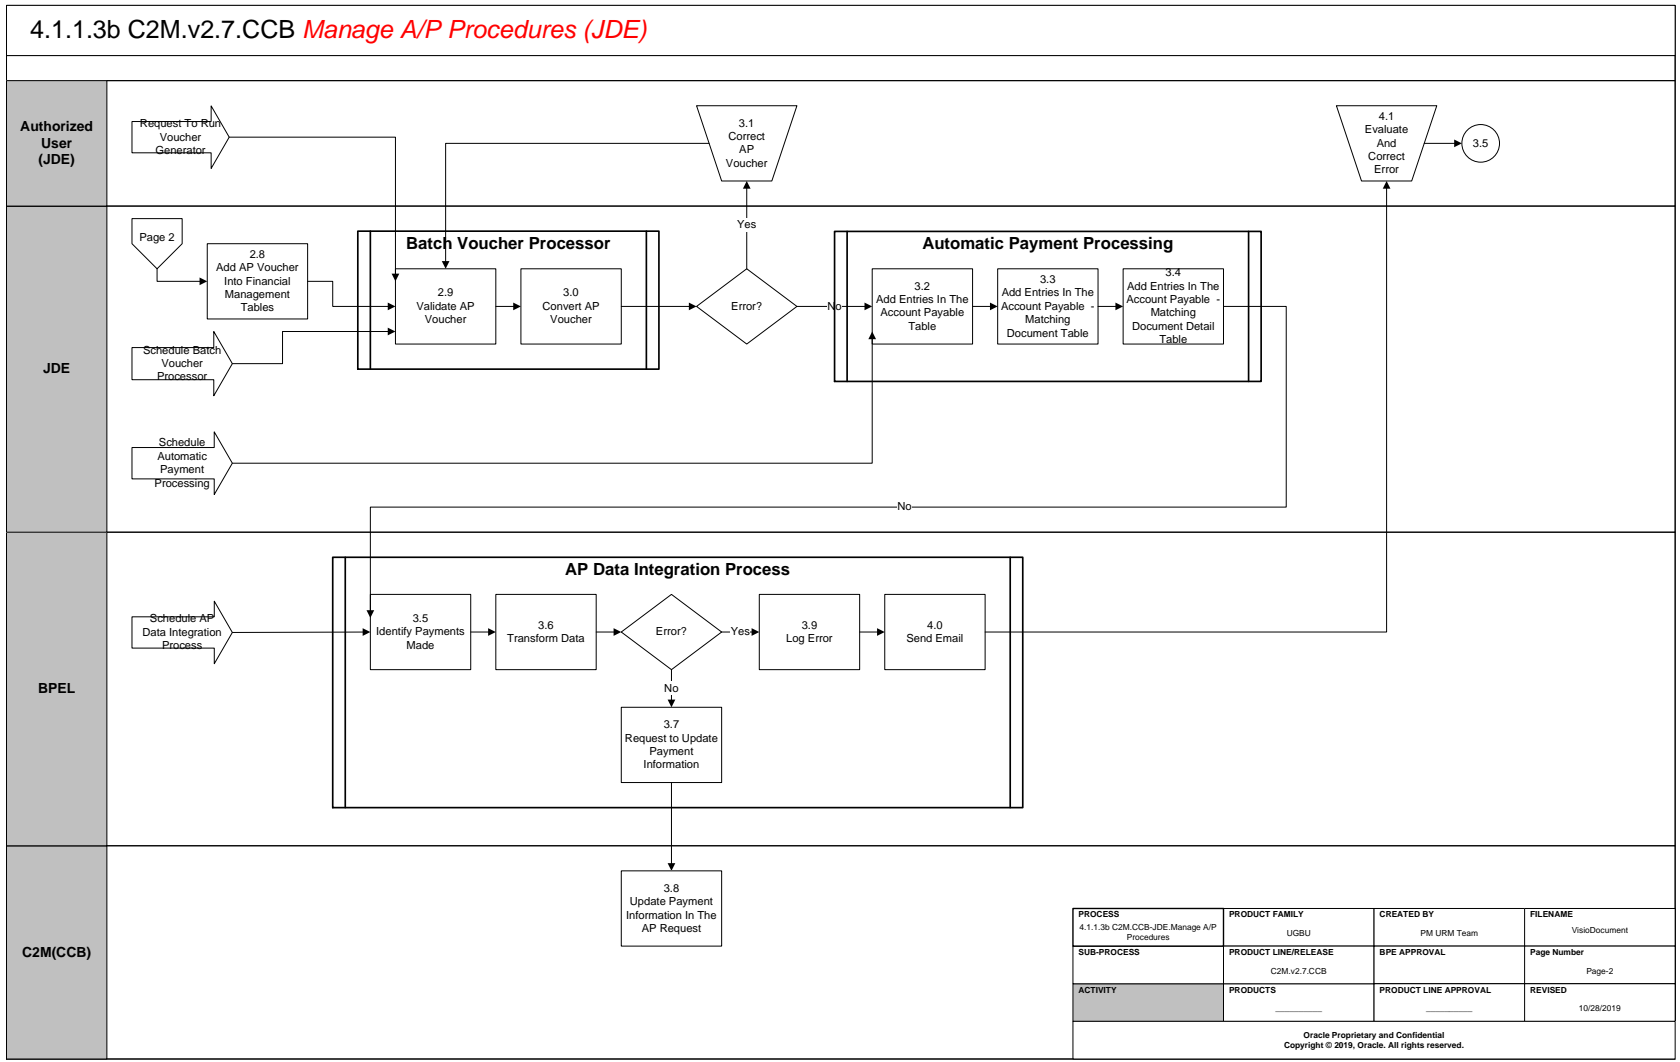 4.1.1.3b C2M.v2.7.CCB Manage A/P Procedures (JDE)
Authorized
User
(JDE)
Request To Run
Voucher
Generator
3.1
Correct
AP
Voucher
4.1
Evaluate
And
Correct
Error
3.5
JDE
Page 2
2.8
Add AP Voucher
Into Financial
Management
Tables
Schedule Batch
Voucher
Processor
Schedule
Automatic
Payment
Processing
Batch Voucher Processor
2.9
Validate AP
Voucher
3.0
Convert AP
Voucher
Yes
Error?
No
Automatic Payment Processing
3.2
Add Entries In The
Account Payable
Table
3.3
Add Entries In The
Account Payable -
Matching
Document Table
3.4
Add Entries In The
Account Payable -
Matching
Document Detail
Table
No
BPEL
Schedule AP
Data Integration
Process
AP Data Integration Process
3.5
Identify Payments
Made
3.6
Transform Data
Error?
Yes
3.9
Log Error
4.0
Send Email
No
3.7
Request to Update
Payment
Information
C2M(CCB)
3.8
Update Payment
Information In The
AP Request
PROCESS
4.1.1.3b C2M.CCB-JDE.Manage A/P
Procedures
PRODUCT FAMILY
UGBU
CREATED BY
PM URM Team
FILENAME
VisioDocument
SUB-PROCESS
PRODUCT LINE/RELEASE
C2M.v2.7.CCB
BPE APPROVAL
Page Number
Page-2
ACTIVITY
PRODUCTS
PRODUCT LINE APPROVAL
REVISED
10/28/2019
Oracle Proprietary and Confidential
Copyright © 2019, Oracle. All rights reserved.